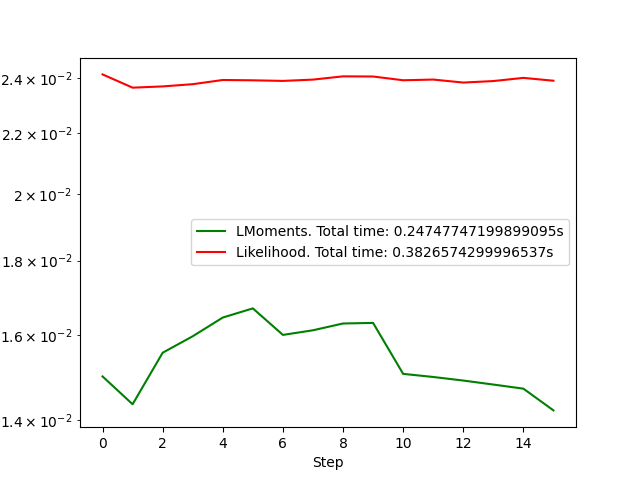 2.4 × 10⁻²
2.2 × 10⁻²
2 × 10⁻²
LMoments. Total time: 0.24747747199899095s
Likelihood. Total time: 0.3826574299996537s
1.8 × 10⁻²
1.6 × 10⁻²
1.4 × 10⁻²
0 2 4 6 8 10 12 14
Step